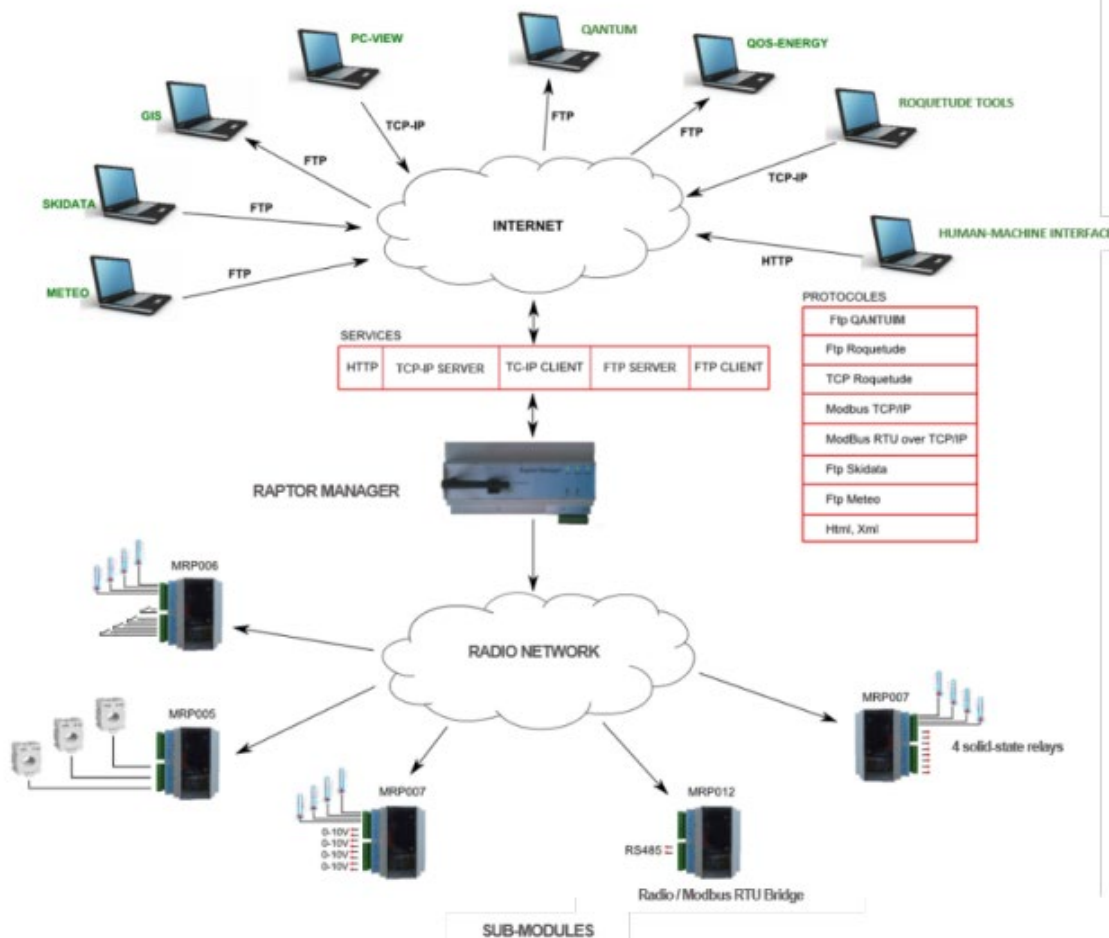 QANTUM
PC-VIEW
QOS-ENERGY
GIS
ROQUETUDE TOOLS
FTP
TCP-IP
FTP
FTP
FTP
TCP-IP
SKIDATA
FTP
INTERNET
HUMAN-MACHINE INTERFAC
HTTP
FTP
METEO
PROTOCOLES
Ftp QANTUIM
Ftp Roquetude
TCP Roquetude
Modbus TCP/IP
ModBus RTU over TCP/IP
Ftp Skidata
Ftp Meteo
Html, Xml
SERVICES
HTTP
TCP-IP SERVER
TC-IP CLIENT
FTP SERVER
FTP CLIENT
RAPTOR MANAGER
MRP006
RADIO NETWORK
MRP005
MRP007
4 solid-state relays
MRP007
0-10V
0-10V
0-10V
0-10V
MRP012
RS485
Radio / Modbus RTU Bridge
SUB-MODULES